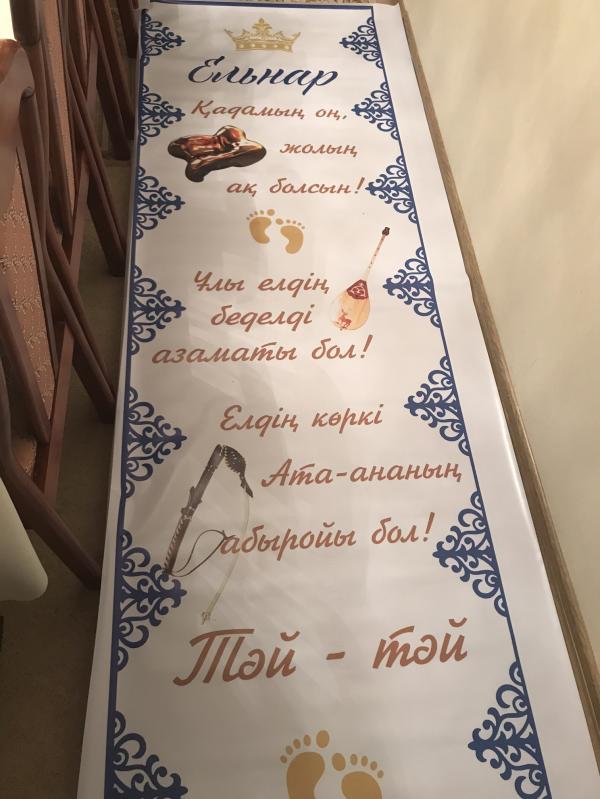 Ельнар
Қадамың оң,
жолың
ақ болсын!
Ұлы елдің
беделді
азаматы бол!
Елдің көркі
Ата-ананың
абыройы бол!
Тәй - тәй